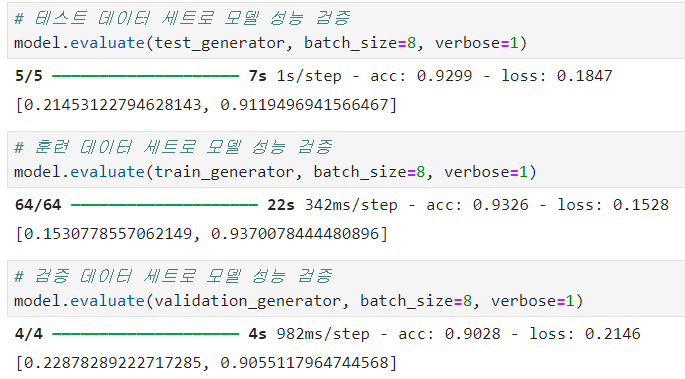 # 테스트 데이터 세트로 모델 성능 검증
model.evaluate(test_generator, batch_size=8, verbose=1)
5/5 ━━━━━━━━━━━━━━━━━━━━ 7s 1s/step - acc: 0.9299 - loss: 0.1847
[0.21453122794628143, 0.9119496941566467]
# 훈련 데이터 세트로 모델 성능 검증
model.evaluate(train_generator, batch_size=8, verbose=1)
64/64 ━━━━━━━━━━━━━━━━━━━━ 22s 342ms/step - acc: 0.9326 - loss: 0.1528
[0.1530778557062149, 0.9370078444480896]
# 검증 데이터 세트로 모델 성능 검증
model.evaluate(validation_generator, batch_size=8, verbose=1)
4/4 ━━━━━━━━━━━━━━━━━━━━ 4s 982ms/step - acc: 0.9028 - loss: 0.2146
[0.22878289222717285, 0.9055117964744568]